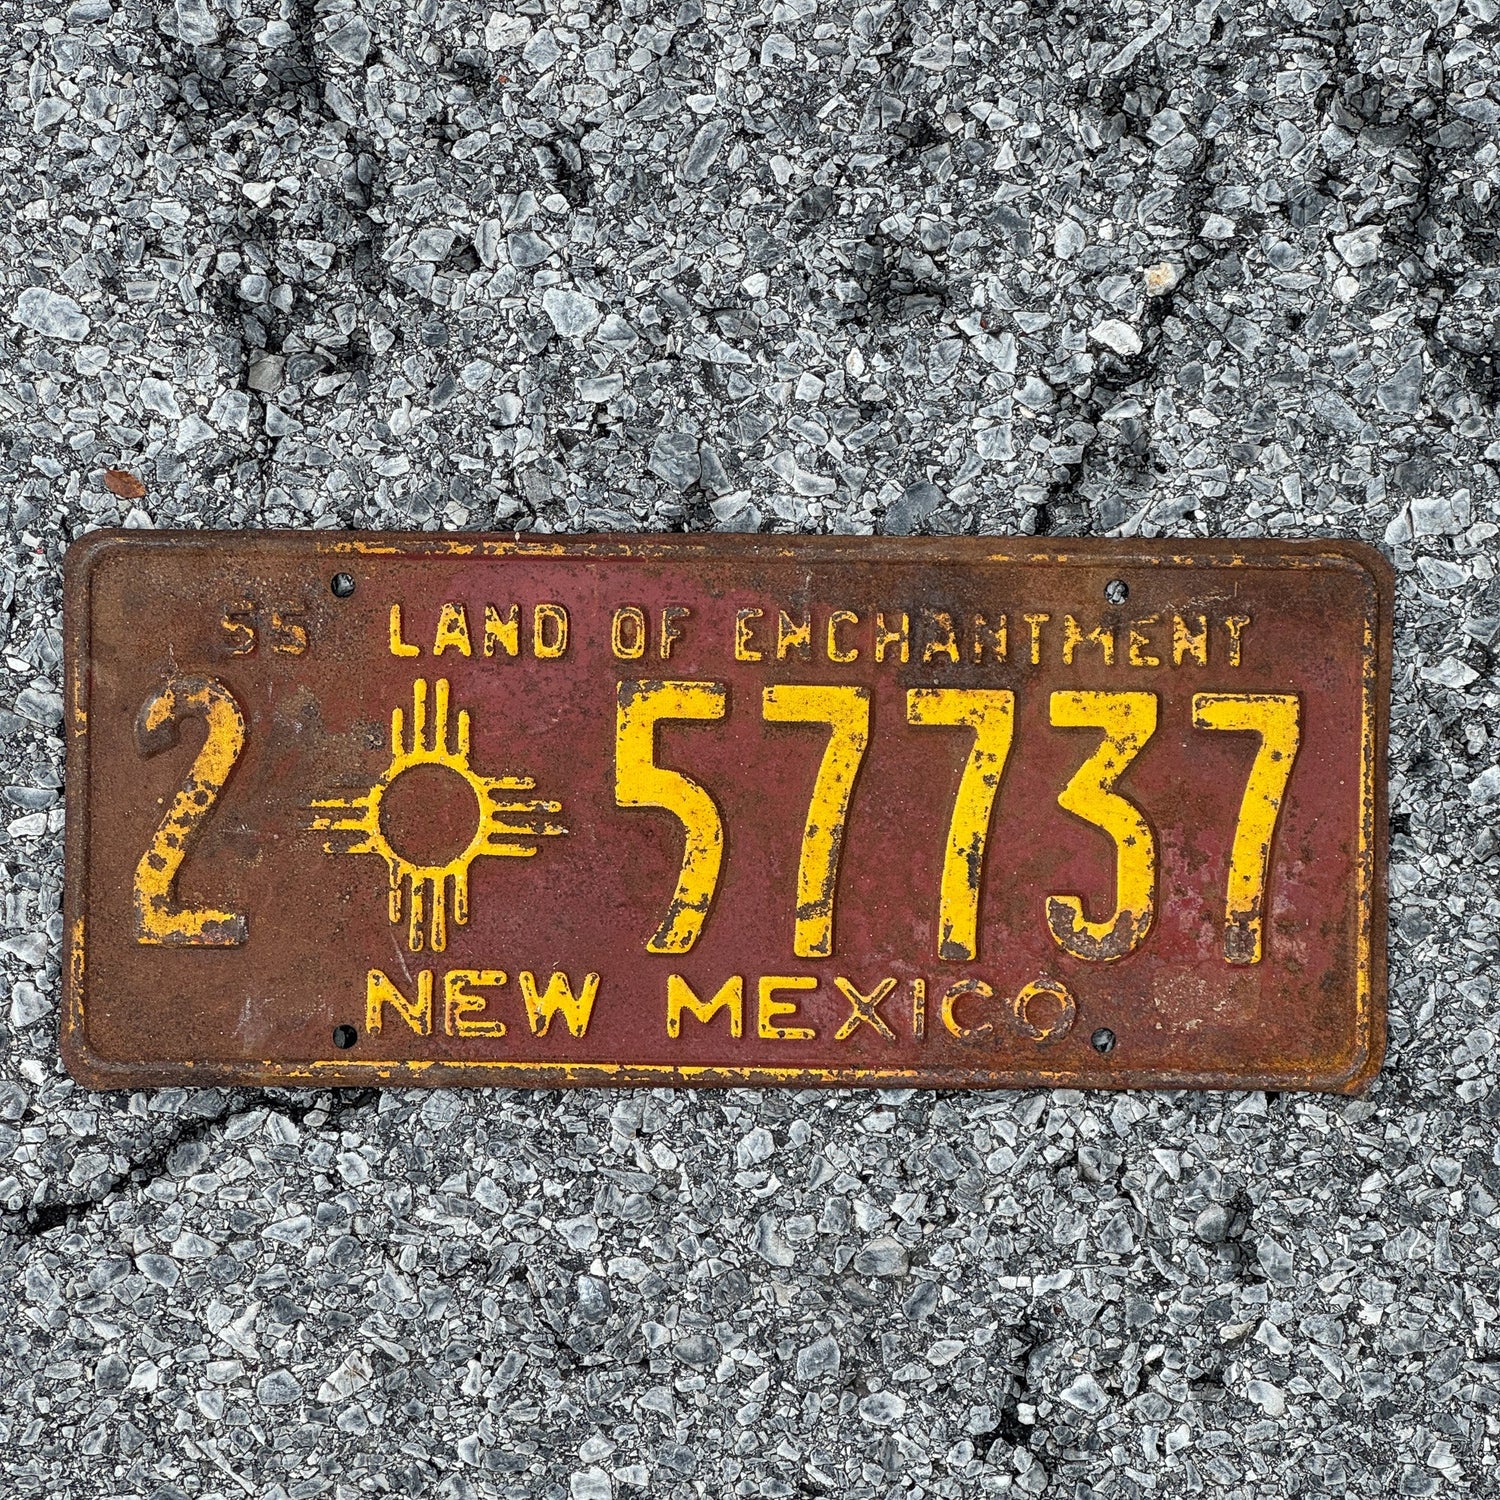 55 LAND OF ENCHANTMENT
2 57737
NEW MEXICO